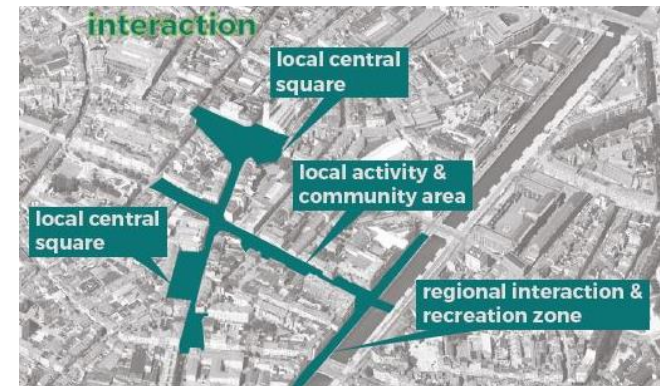 interaction
local central
square
local activity &
community area
local central
square
regional interaction &
recreation zone